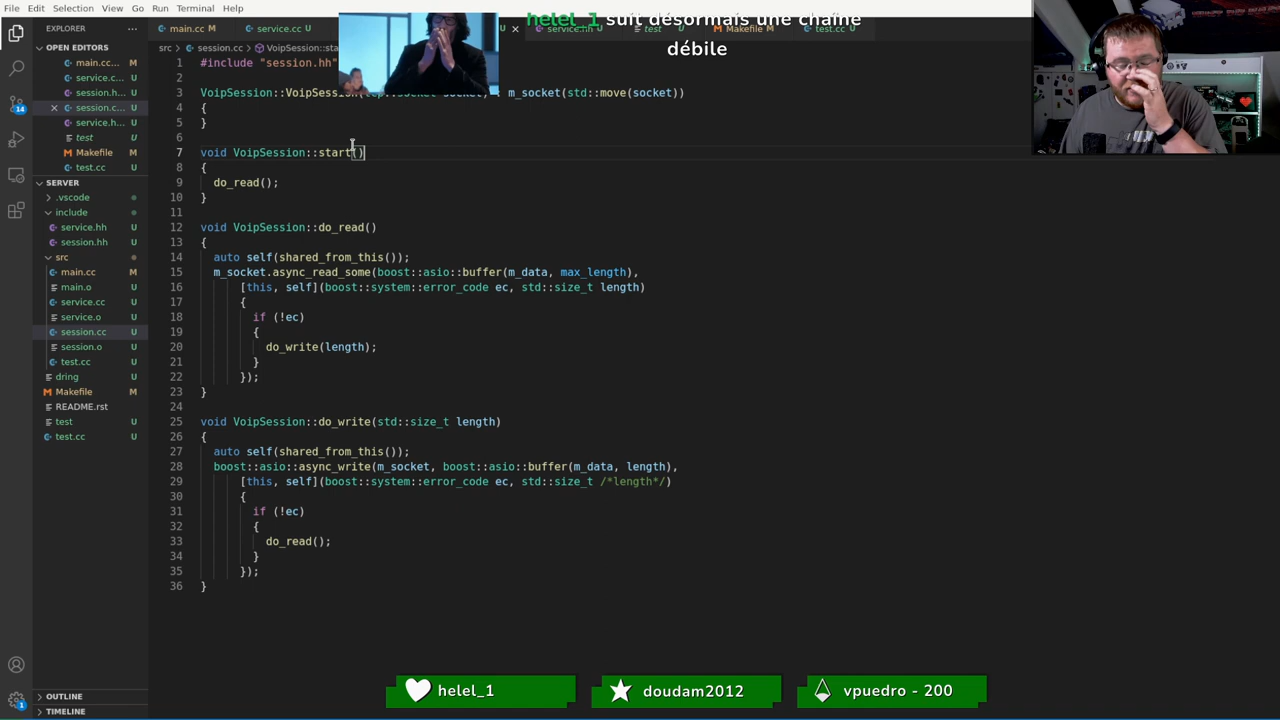 File Edit Selection View Go Run Terminal Help
EXPLORER
OPEN EDITORS
main.cc...
service.c...
session.h...
session.c...
service.h...
test
Makefile M
test.cc U
14
SERVER
.vscode
include
service.hh U
session.hh U
src
main.cc M
main.o U
service.cc U
service.o U
session.cc U
session.o U
test.cc U
dring U
Makefile M
README.rst
test U
test.cc U
OUTLINE
TIMELINE
1
main.cc M
service.cc U
U
service.hh U
test U
Makefile M
test.cc U
src > session.cc > VoipSession::sta
helel_1 suit désormais une chaîne
débile
1 #include "session.hh"
2
3 VoipSession::VoipSession( socket) : m_socket(std::move(socket))
4 {
5 }
6
7 void VoipSession::start()
8 {
9 do_read();
10 }
11
12 void VoipSession::do_read()
13 {
14 auto self(shared_from_this());
15 m_socket.async_read_some(boost::asio::buffer(m_data, max_length),
16 [this, self](boost::system::error_code ec, std::size_t length)
17 {
18 if (!ec)
19 {
20 do_write(length);
21 }
22 });
23 }
24
25 void VoipSession::do_write(std::size_t length)
26 {
27 auto self(shared_from_this());
28 boost::asio::async_write(m_socket, boost::asio::buffer(m_data, length),
29 [this, self](boost::system::error_code ec, std::size_t /*length*/)
30 {
31 if (!ec)
32 {
33 do_read();
34 }
35 });
36 }
helel_1
doudam2012
vpuedro - 200